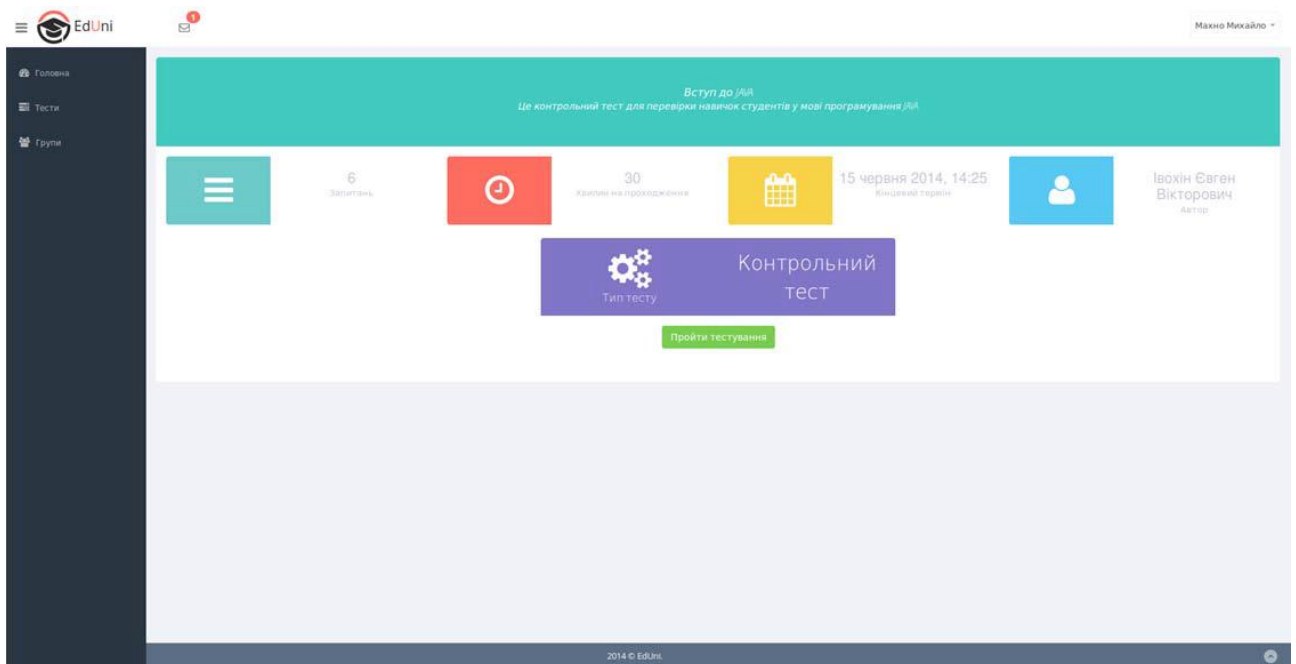 EdUni
1
Махно Михайло
Головна
Тести
Групи
Вступ до JAVA
Це контрольний тест для перевірки навичок студентів у мові програмування JAVA
6
Запитань
30
Хвилин на проходження
15 червня 2014, 14:25
Кінцевий термін
Івохін Євген
Вікторович
Автор
Тип тесту
Контрольний
тест
Пройти тестування
2014 © EdUni.